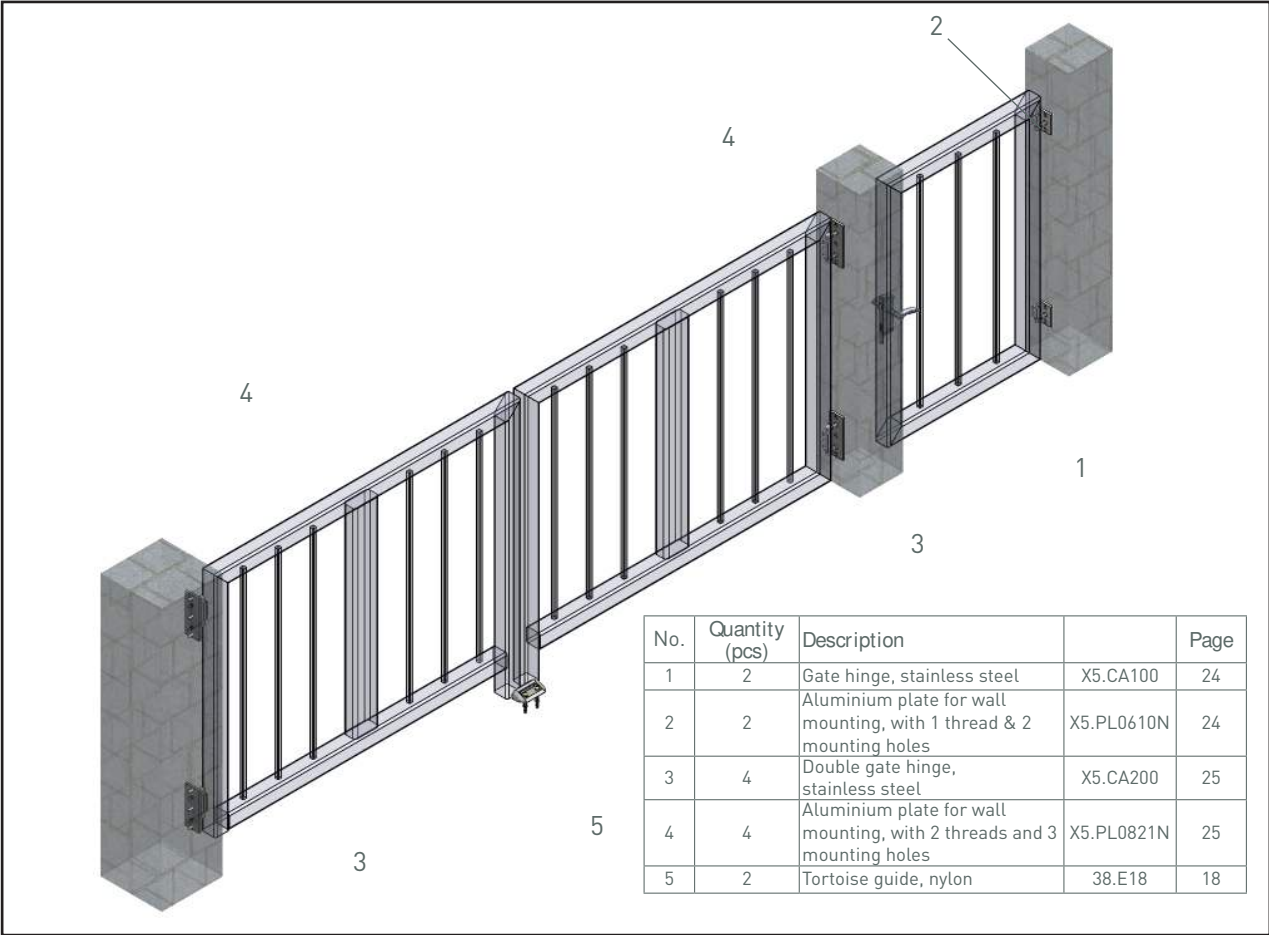 2
4
4
1
3
5
3
No. Quantity (pcs) Description Page
1 2 Gate hinge, stainless steel X5.CA100 24
2 2 Aluminium plate for wall mounting, with 1 thread & 2 mounting holes X5.PL0610N 24
3 4 Double gate hinge, stainless steel X5.CA200 25
4 4 Aluminium plate for wall mounting, with 2 threads and 3 mounting holes X5.PL0821N 25
5 2 Tortoise guide, nylon 38.E18 18